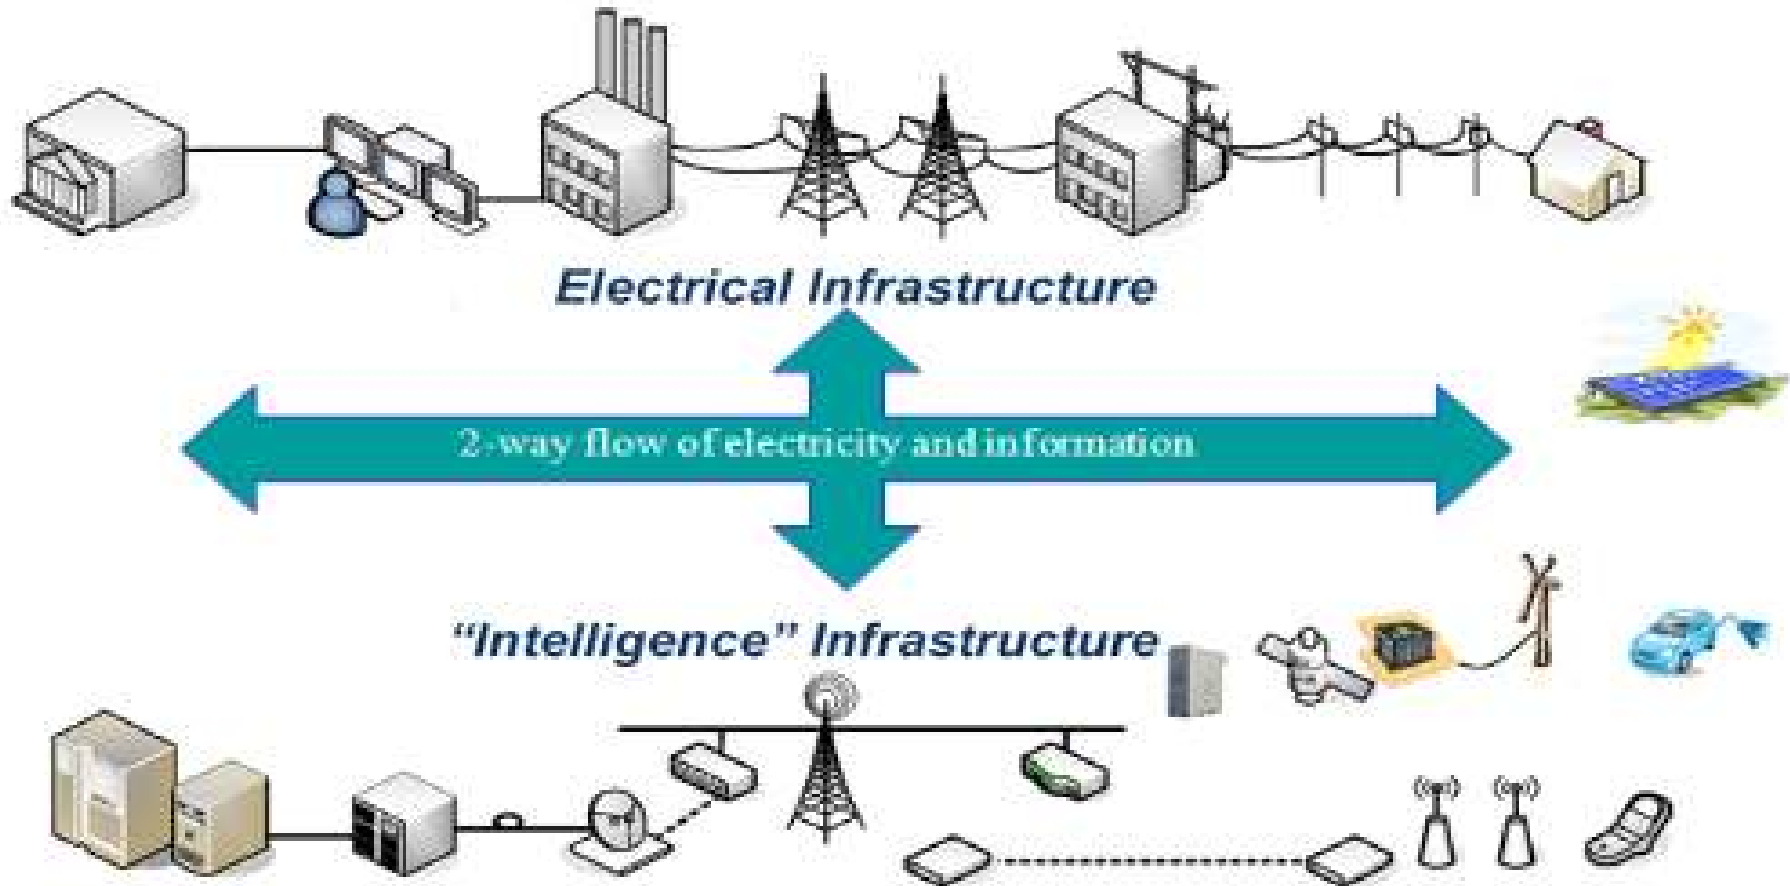 Electrical Infrastructure
2-way flow of electricity and information
“Intelligence” Infrastructure